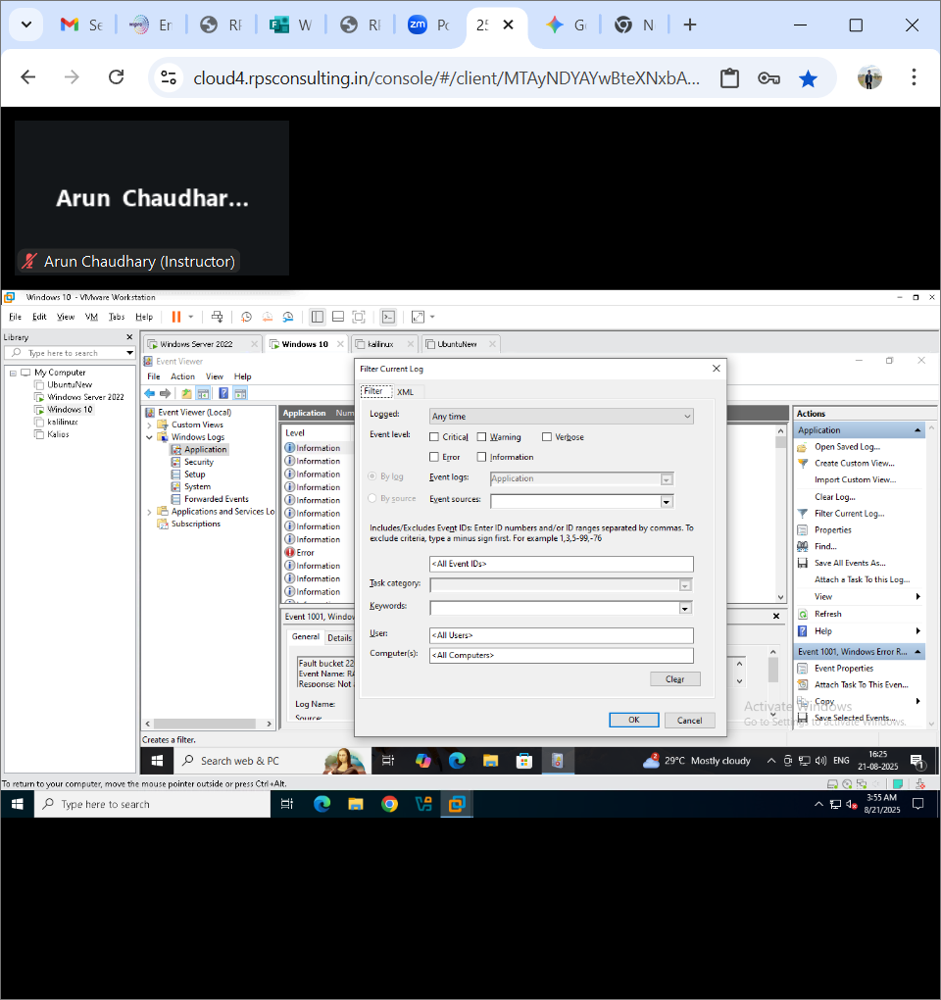 Se
Er
RF
W
RF
zm
Pc
25
G
N
cloud4.rpsconsulting.in/console/#/client/MTAyNDYAYwBteXNxbA...
Arun Chaudhar...
Arun Chaudhary (Instructor)
Windows 10 - VMware Workstation
File Edit View VM Tabs Help
Library
Type here to search
My Computer
UbuntuNew
Windows Server 2022
Windows 10
kalilinux
Kalios
Windows Server 2022
Windows 10
kalilinux
UbuntuNew
Event Viewer
File Action View Help
Event Viewer (Local)
Custom Views
Windows Logs
Application
Security
Setup
System
Forwarded Events
Applications and Services Lo
Subscriptions
Application Num
Level
Information
Information
Information
Information
Information
Information
Information
Information
Error
Information
Information
Information
Event 1001, Window
General Details
Fault bucket 22
Event Name: RA
Response: Not
Log Name:
Source:
Filter Current Log
Filter XML
Logged: Any time
Event level: Critical Warning Verbose
Error Information
By log Event logs: Application
By source Event sources:
Includes/Excludes Event IDs: Enter ID numbers and/or ID ranges separated by commas. To
exclude criteria, type a minus sign first. For example 1,3,5-99,-76
<All Event IDs>
Task category:
Keywords:
User: <All Users>
Computer(s): <All Computers>
Clear
OK Cancel
Actions
Application
Open Saved Log...
Create Custom View...
Import Custom View...
Clear Log...
Filter Current Log...
Properties
Find...
Save All Events As...
Attach a Task To this Log...
View
Refresh
Help
Event 1001, Windows Error R...
Event Properties
Attach Task To This Even...
Copy
Save Selected Events...
Activate Windows
Go to Settings to activate Windows.
Creates a filter.
Search web & PC
29°C Mostly cloudy
ENG
16:25
21-08-2025
1
To return to your computer, move the mouse pointer outside or press Ctrl+Alt.
Type here to search
3:55 AM
8/21/2025